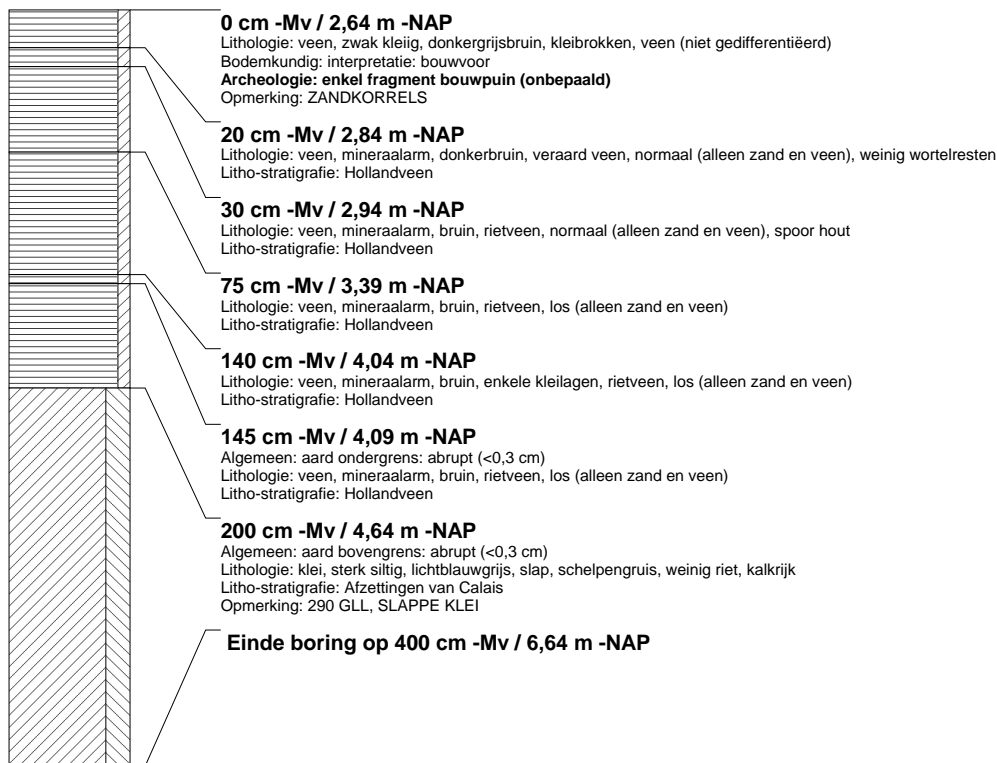 0 cm -Mv / 2,64 m -NAP
Lithologie: veen, zwak kleiig, donkergrijsbruin, kleibrokken, veen (niet gedifferentiëerd)
Bodemkundig: interpretatie: bouwvoor
Archeologie: enkel fragment bouwpuin (onbepaald)
Opmerking: ZANDKORRELS
20 cm -Mv / 2,84 m -NAP
Lithologie: veen, mineraalarm, donkerbruin, veraard veen, normaal (alleen zand en veen), weinig wortelresten
Litho-stratigrafie: Hollandveen
30 cm -Mv / 2,94 m -NAP
Lithologie: veen, mineraalarm, bruin, rietveen, normaal (alleen zand en veen), spoor hout
Litho-stratigrafie: Hollandveen
75 cm -Mv / 3,39 m -NAP
Lithologie: veen, mineraalarm, bruin, rietveen, los (alleen zand en veen)
Litho-stratigrafie: Hollandveen
140 cm -Mv / 4,04 m -NAP
Lithologie: veen, mineraalarm, bruin, enkele kleilagen, rietveen, los (alleen zand en veen)
Litho-stratigrafie: Hollandveen
145 cm -Mv / 4,09 m -NAP
Algemeen: aard ondergrens: abrupt (<0,3 cm)
Lithologie: veen, mineraalarm, bruin, rietveen, los (alleen zand en veen)
Litho-stratigrafie: Hollandveen
200 cm -Mv / 4,64 m -NAP
Algemeen: aard bovengrens: abrupt (<0,3 cm)
Lithologie: klei, sterk siltig, lichtblauwgrijs, slap, schelpengruis, weinig riet, kalkrijk
Litho-stratigrafie: Afzettingen van Calais
Opmerking: 290 GLL, SLAPPE KLEI
Einde boring op 400 cm -Mv / 6,64 m -NAP